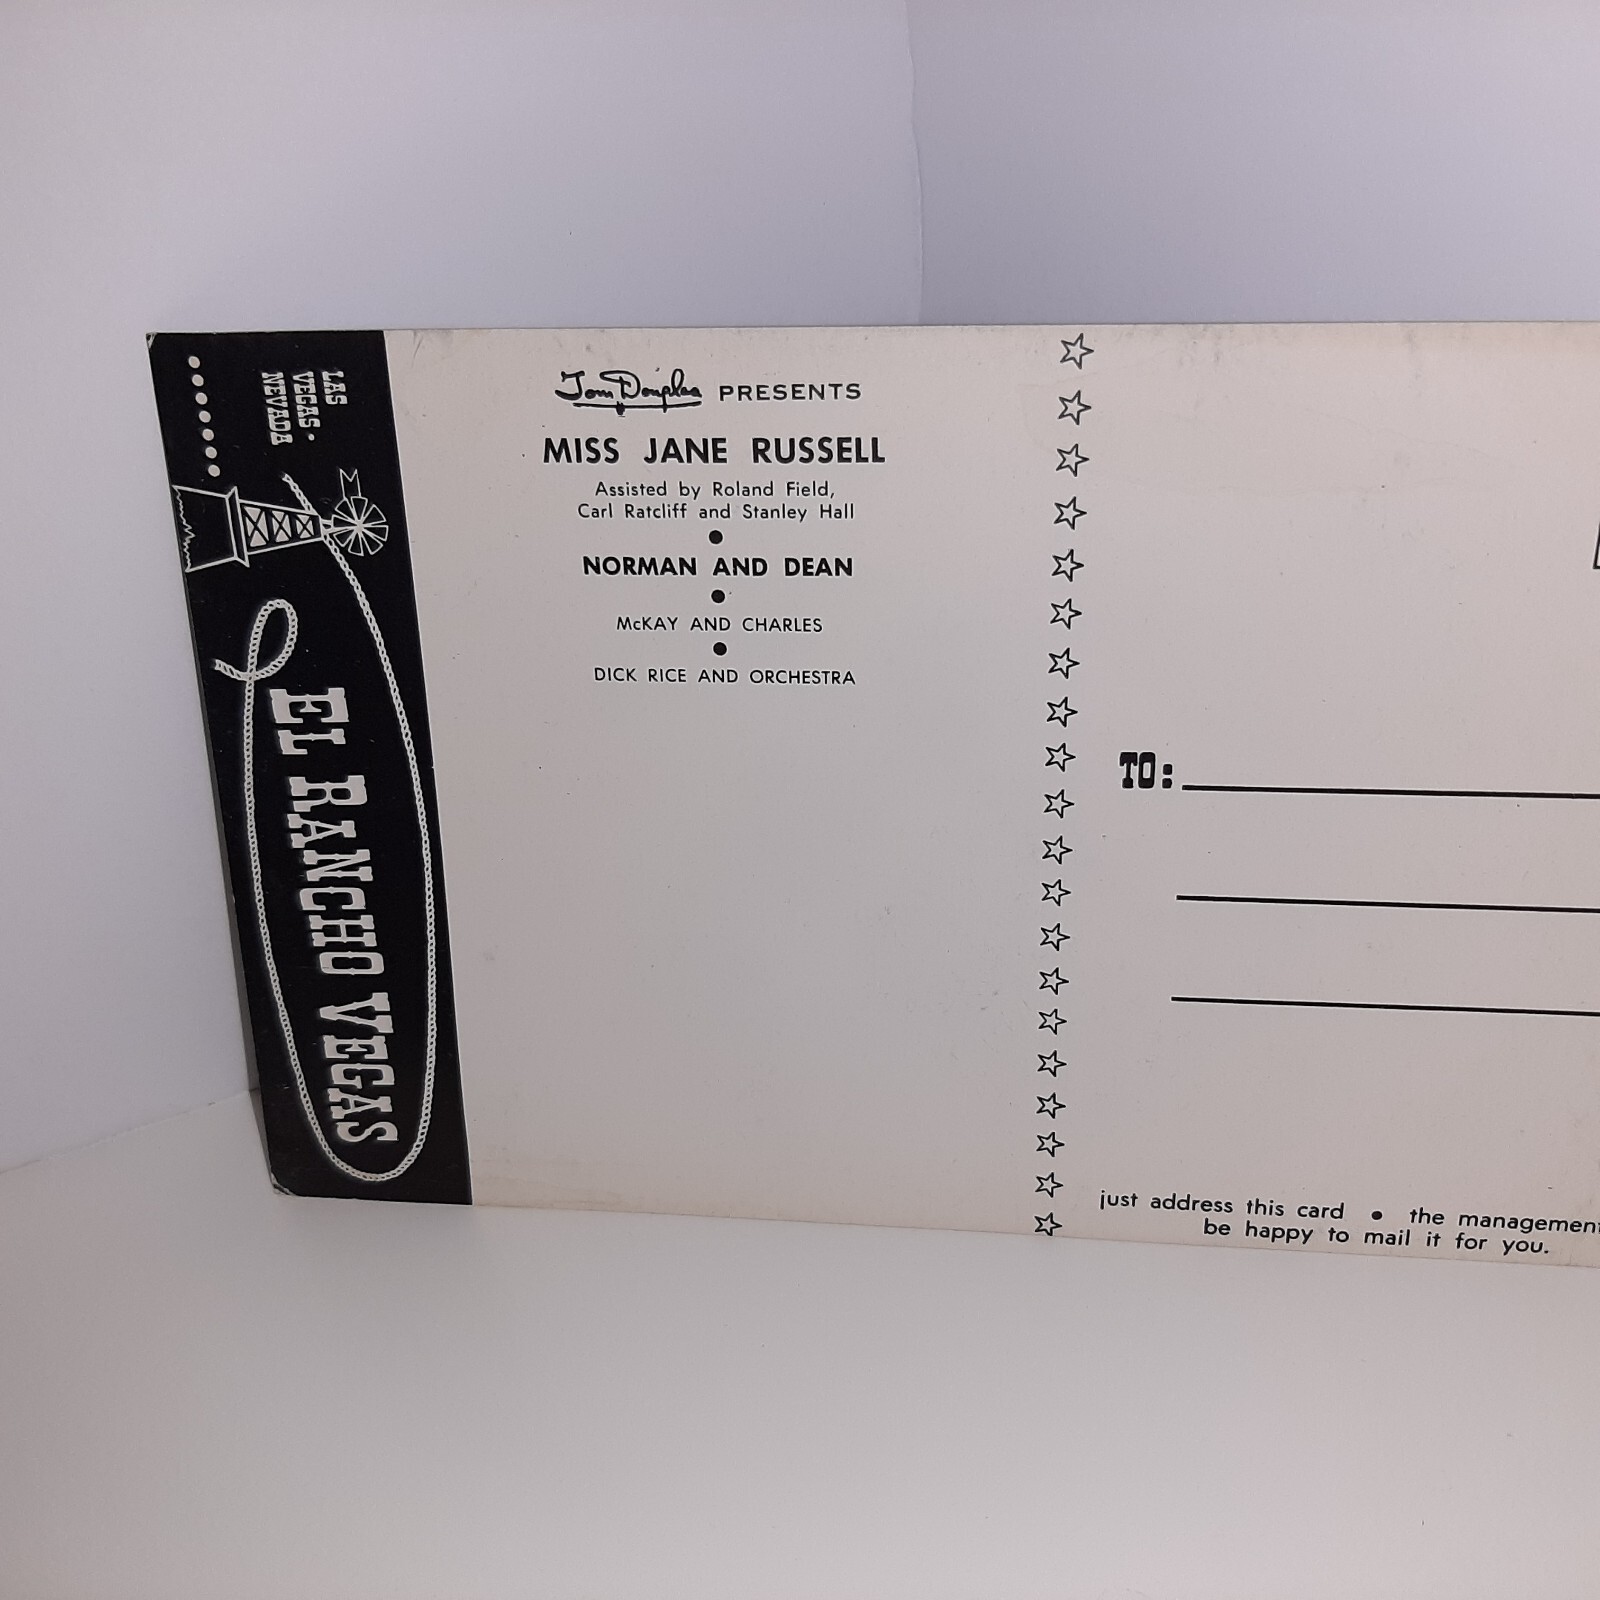 LAS
VEGAS•
NEVADA
EL RANCHO VEGAS
Tom Douglas PRESENTS
MISS JANE RUSSELL
Assisted by Roland Field,
Carl Ratcliff and Stanley Hall
•
NORMAN AND DEAN
•
McKAY AND CHARLES
•
DICK RICE AND ORCHESTRA
TO:
just address this card • the management
be happy to mail it for you.